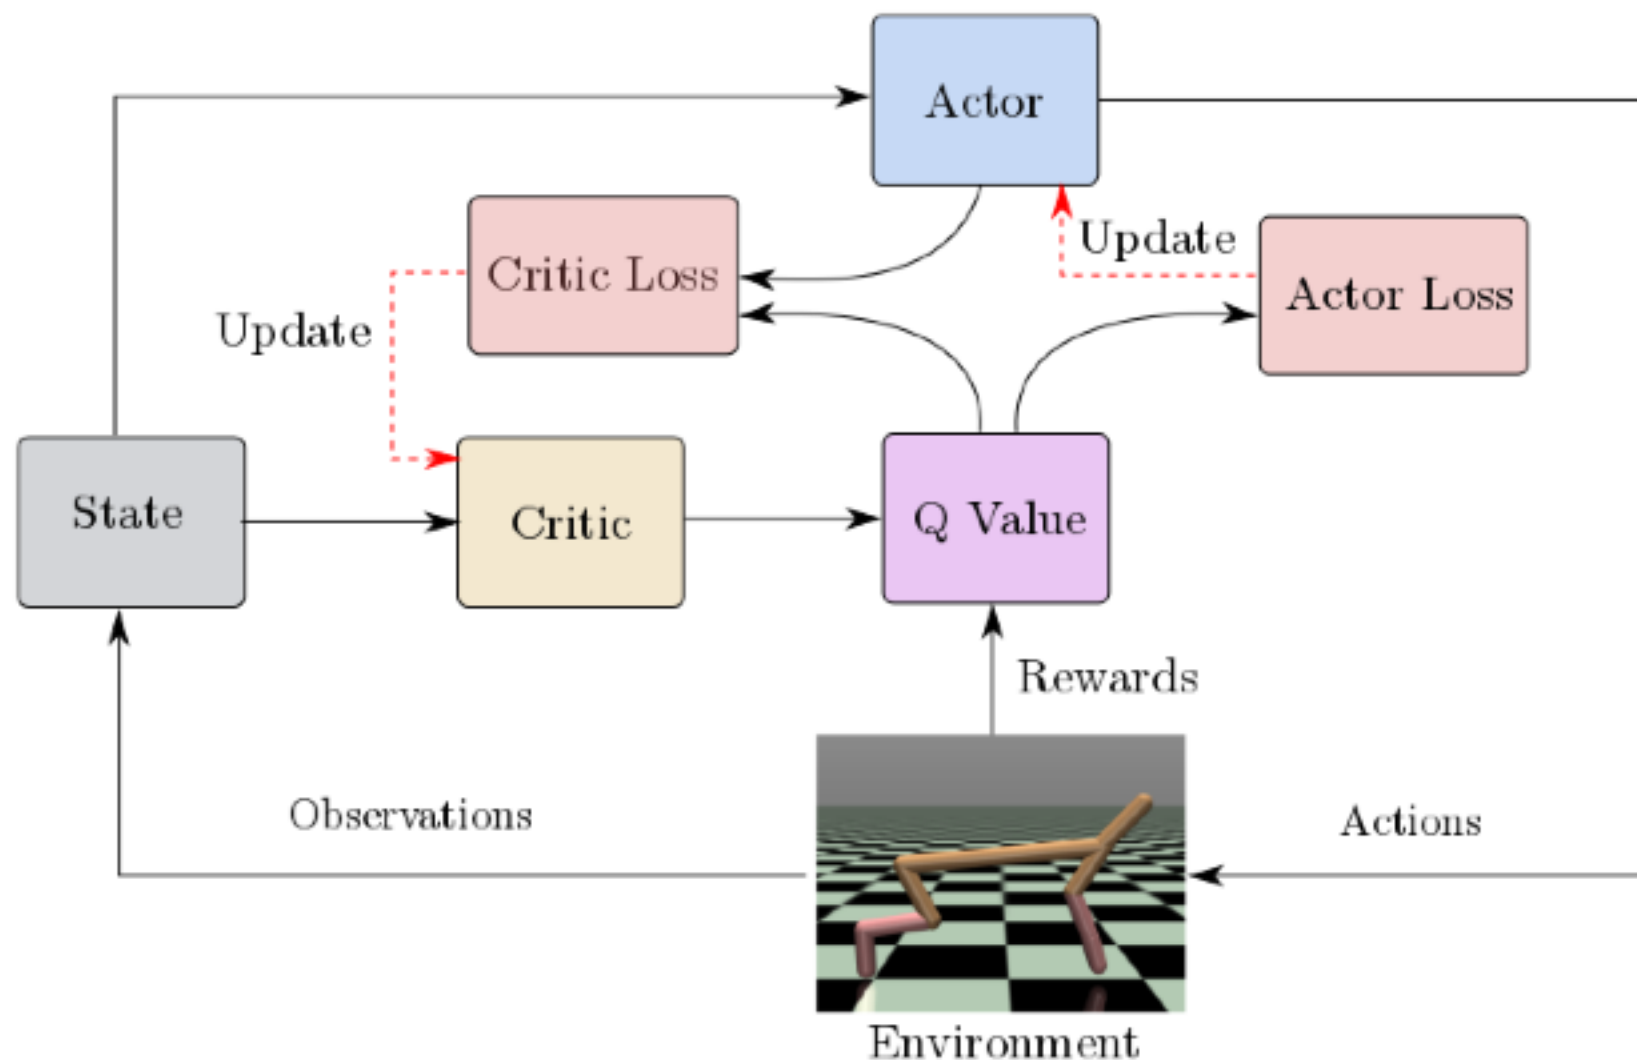 Actor
Critic Loss
Update
Actor Loss
Update
State
Critic
Q Value
Rewards
Observations
Actions
Environment